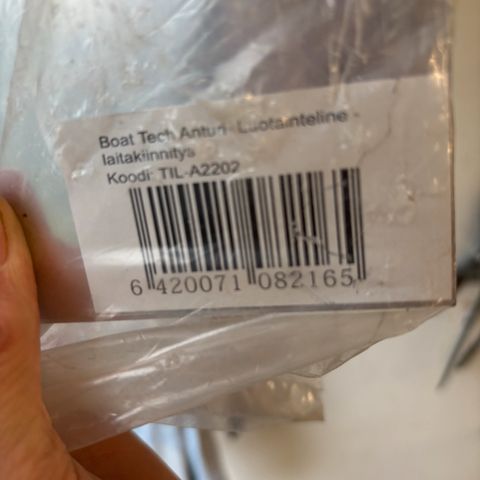 Boat Tech Anturi- Luotainteline -
laitakiinnitys
Koodi: TIL-A2202
6 420071 082165